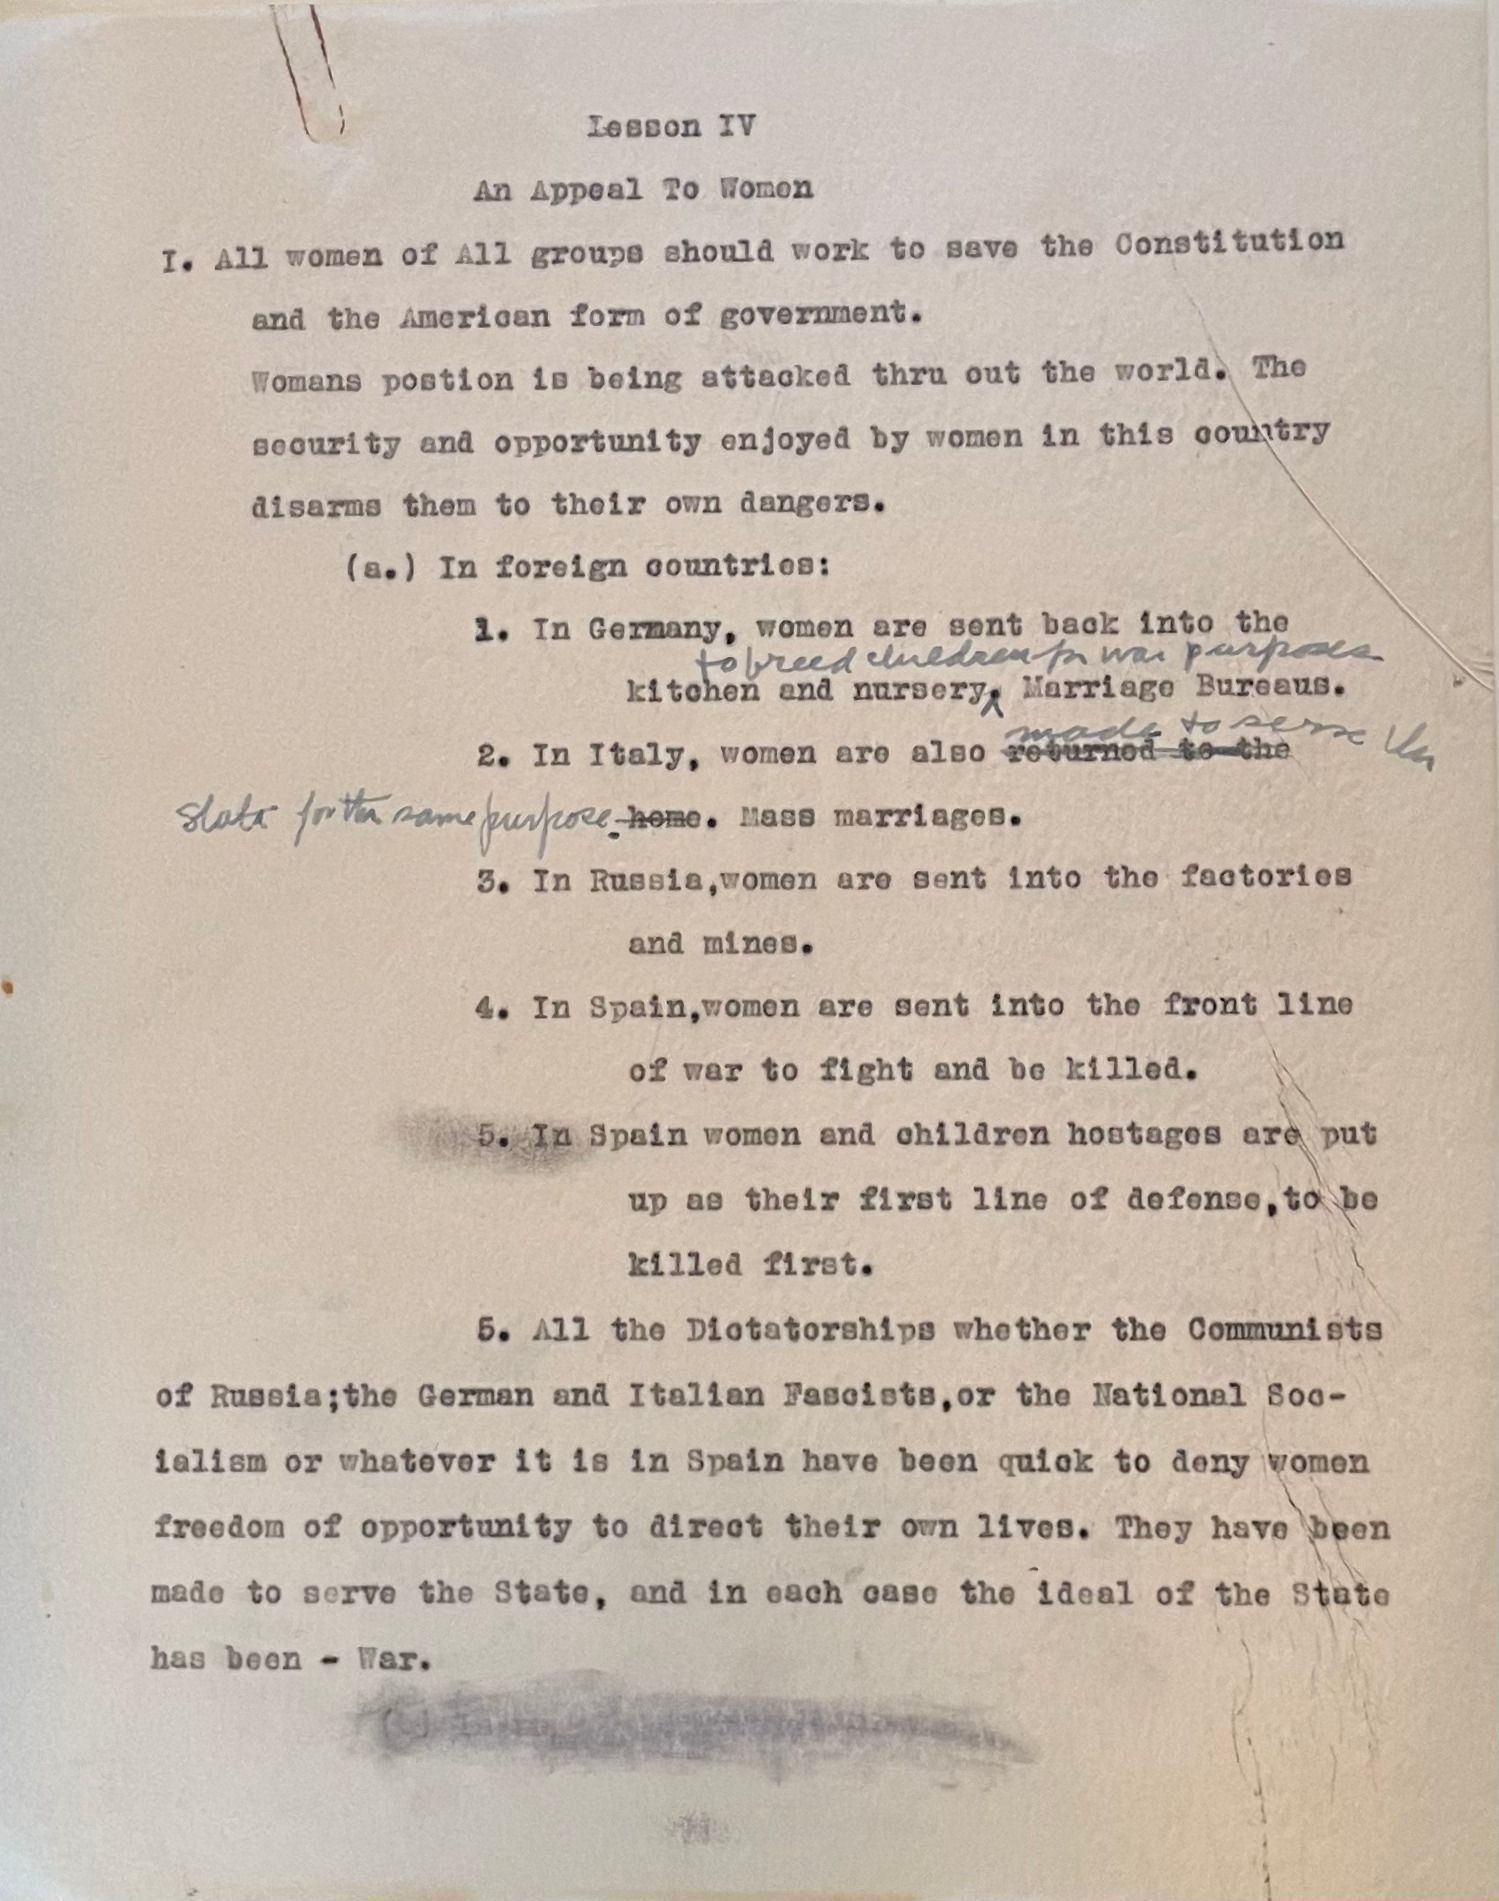 Lesson IV
An Appeal To Women
I. All women of All groups should work to save the Constitution
and the American form of government.
Womans postion is being attacked thru out the world. The
security and opportunity enjoyed by women in this country
disarms them to their own dangers.
(a.) In foreign countries:
1. In Germany, women are sent back into the
to breed children for war purposes
kitchen and nursery. Marriage Bureaus.
made to serve the
2. In Italy, women are also returned to the
State for the same purpose. home. Mass marriages.
3. In Russia,women are sent into the factories
and mines.
4. In Spain,women are sent into the front line
of war to fight and be killed.
5. In Spain women and children hostages are put
up as their first line of defense,to be
killed first.
5. All the Dictatorships whether the Communists
of Russia;the German and Italian Fascists,or the National Soc-
ialism or whatever it is in Spain have been quick to deny women
freedom of opportunity to direct their own lives. They have been
made to serve the State, and in each case the ideal of the State
has been - War.